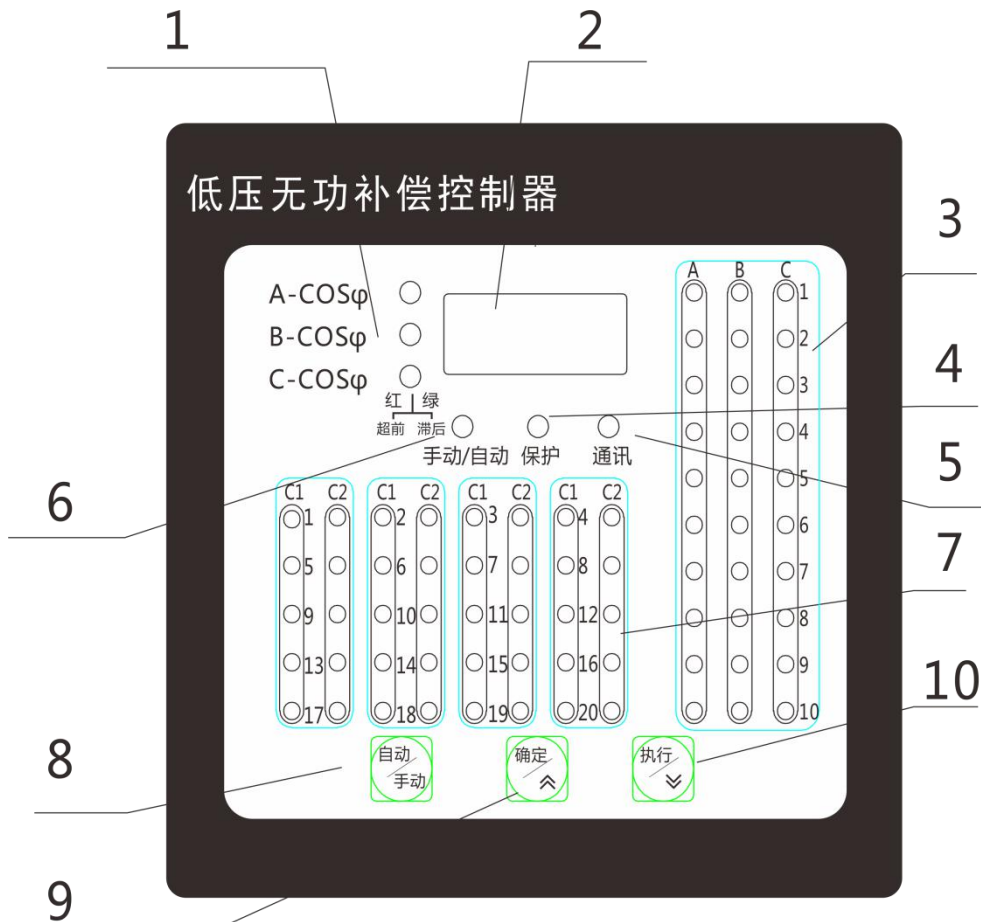 1 2
低压无功补偿控制器
3
A B C
A-COSφ 1
B-COSφ 2
C-COSφ 3
红 绿
超前 滞后
4
4
手动/自动 保护 通讯
5
5
6
C1 C2 C1 C2 C1 C2 C1 C2
1 2 3 4 6
7
5 6 7 8 7
9 10 11 12 8
13 14 15 16 9
10
17 18 19 20 10
8
自动 确定 执行
手动
9